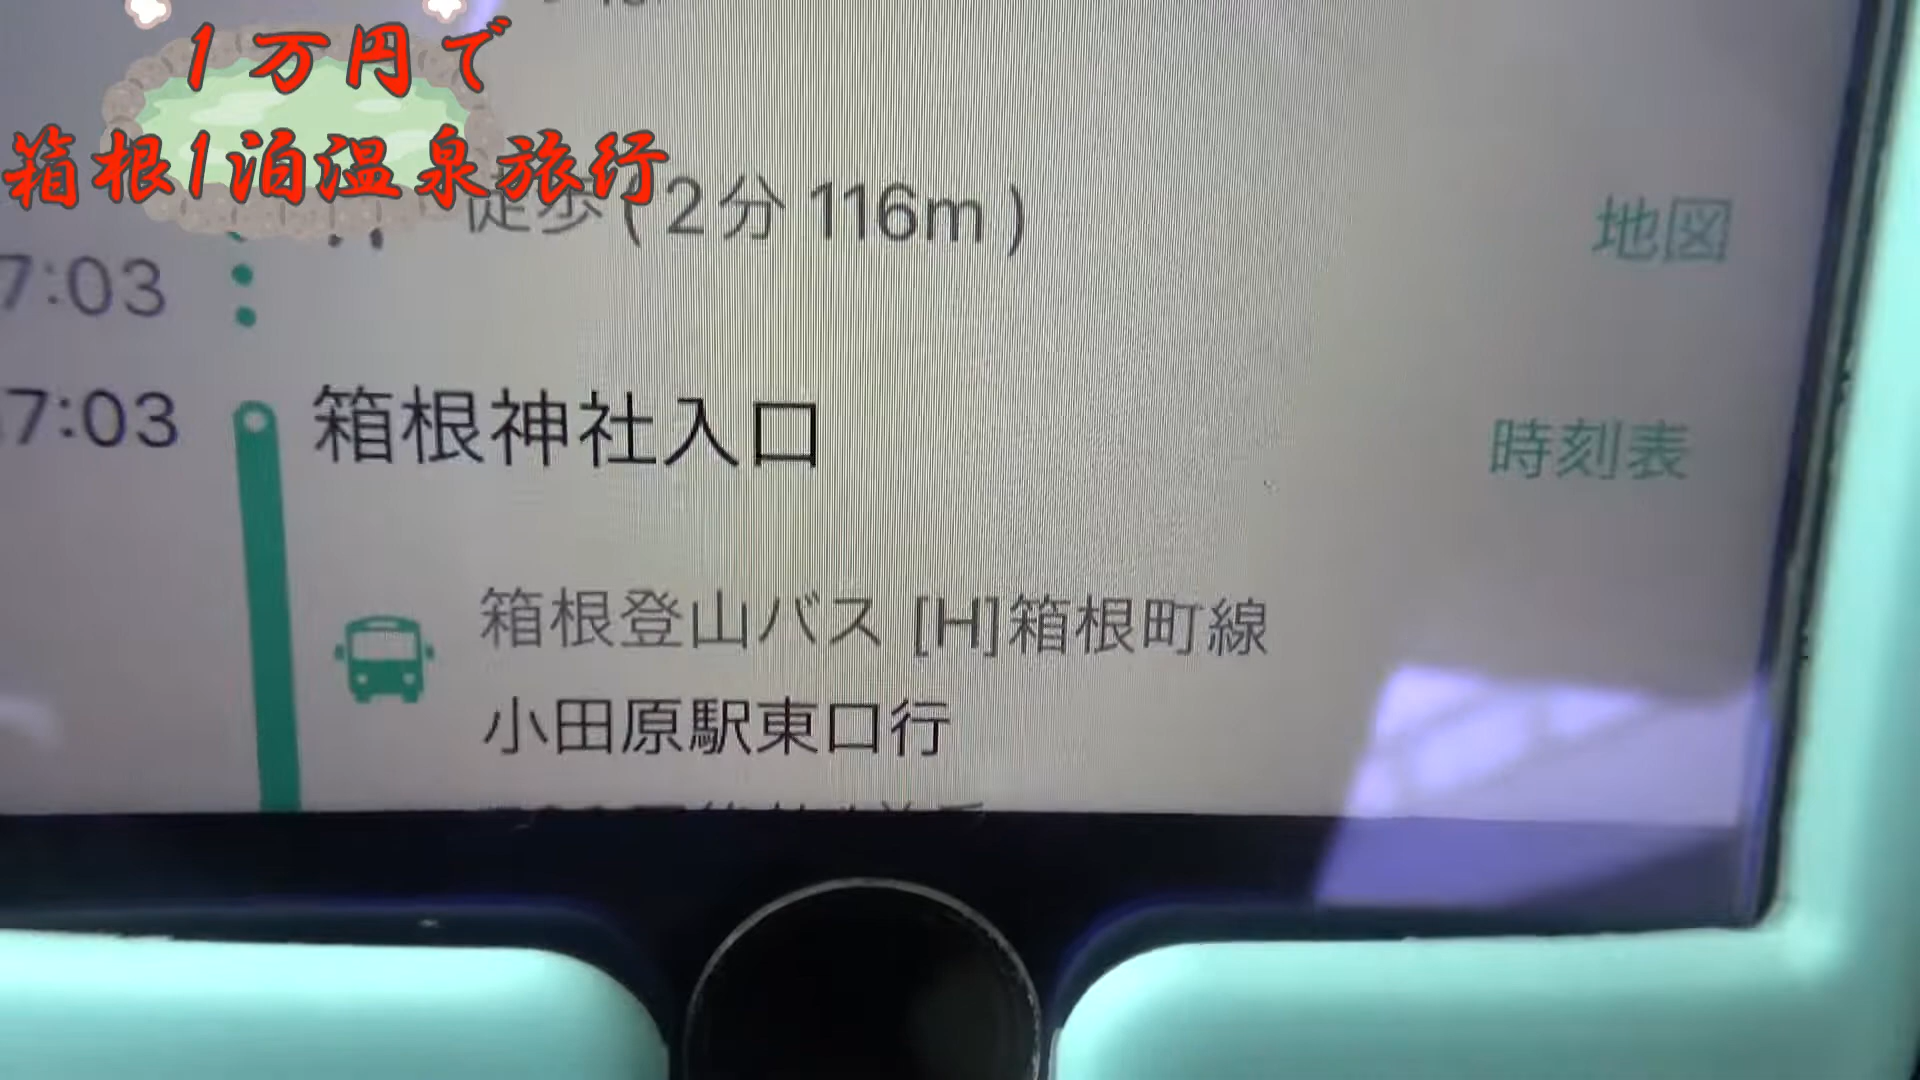 1万円で
箱根1泊温泉旅行
徒歩(2分 116m)
地図
7:03
7:03
箱根神社入口
時刻表
箱根登山バス [H]箱根町線
小田原駅東口行